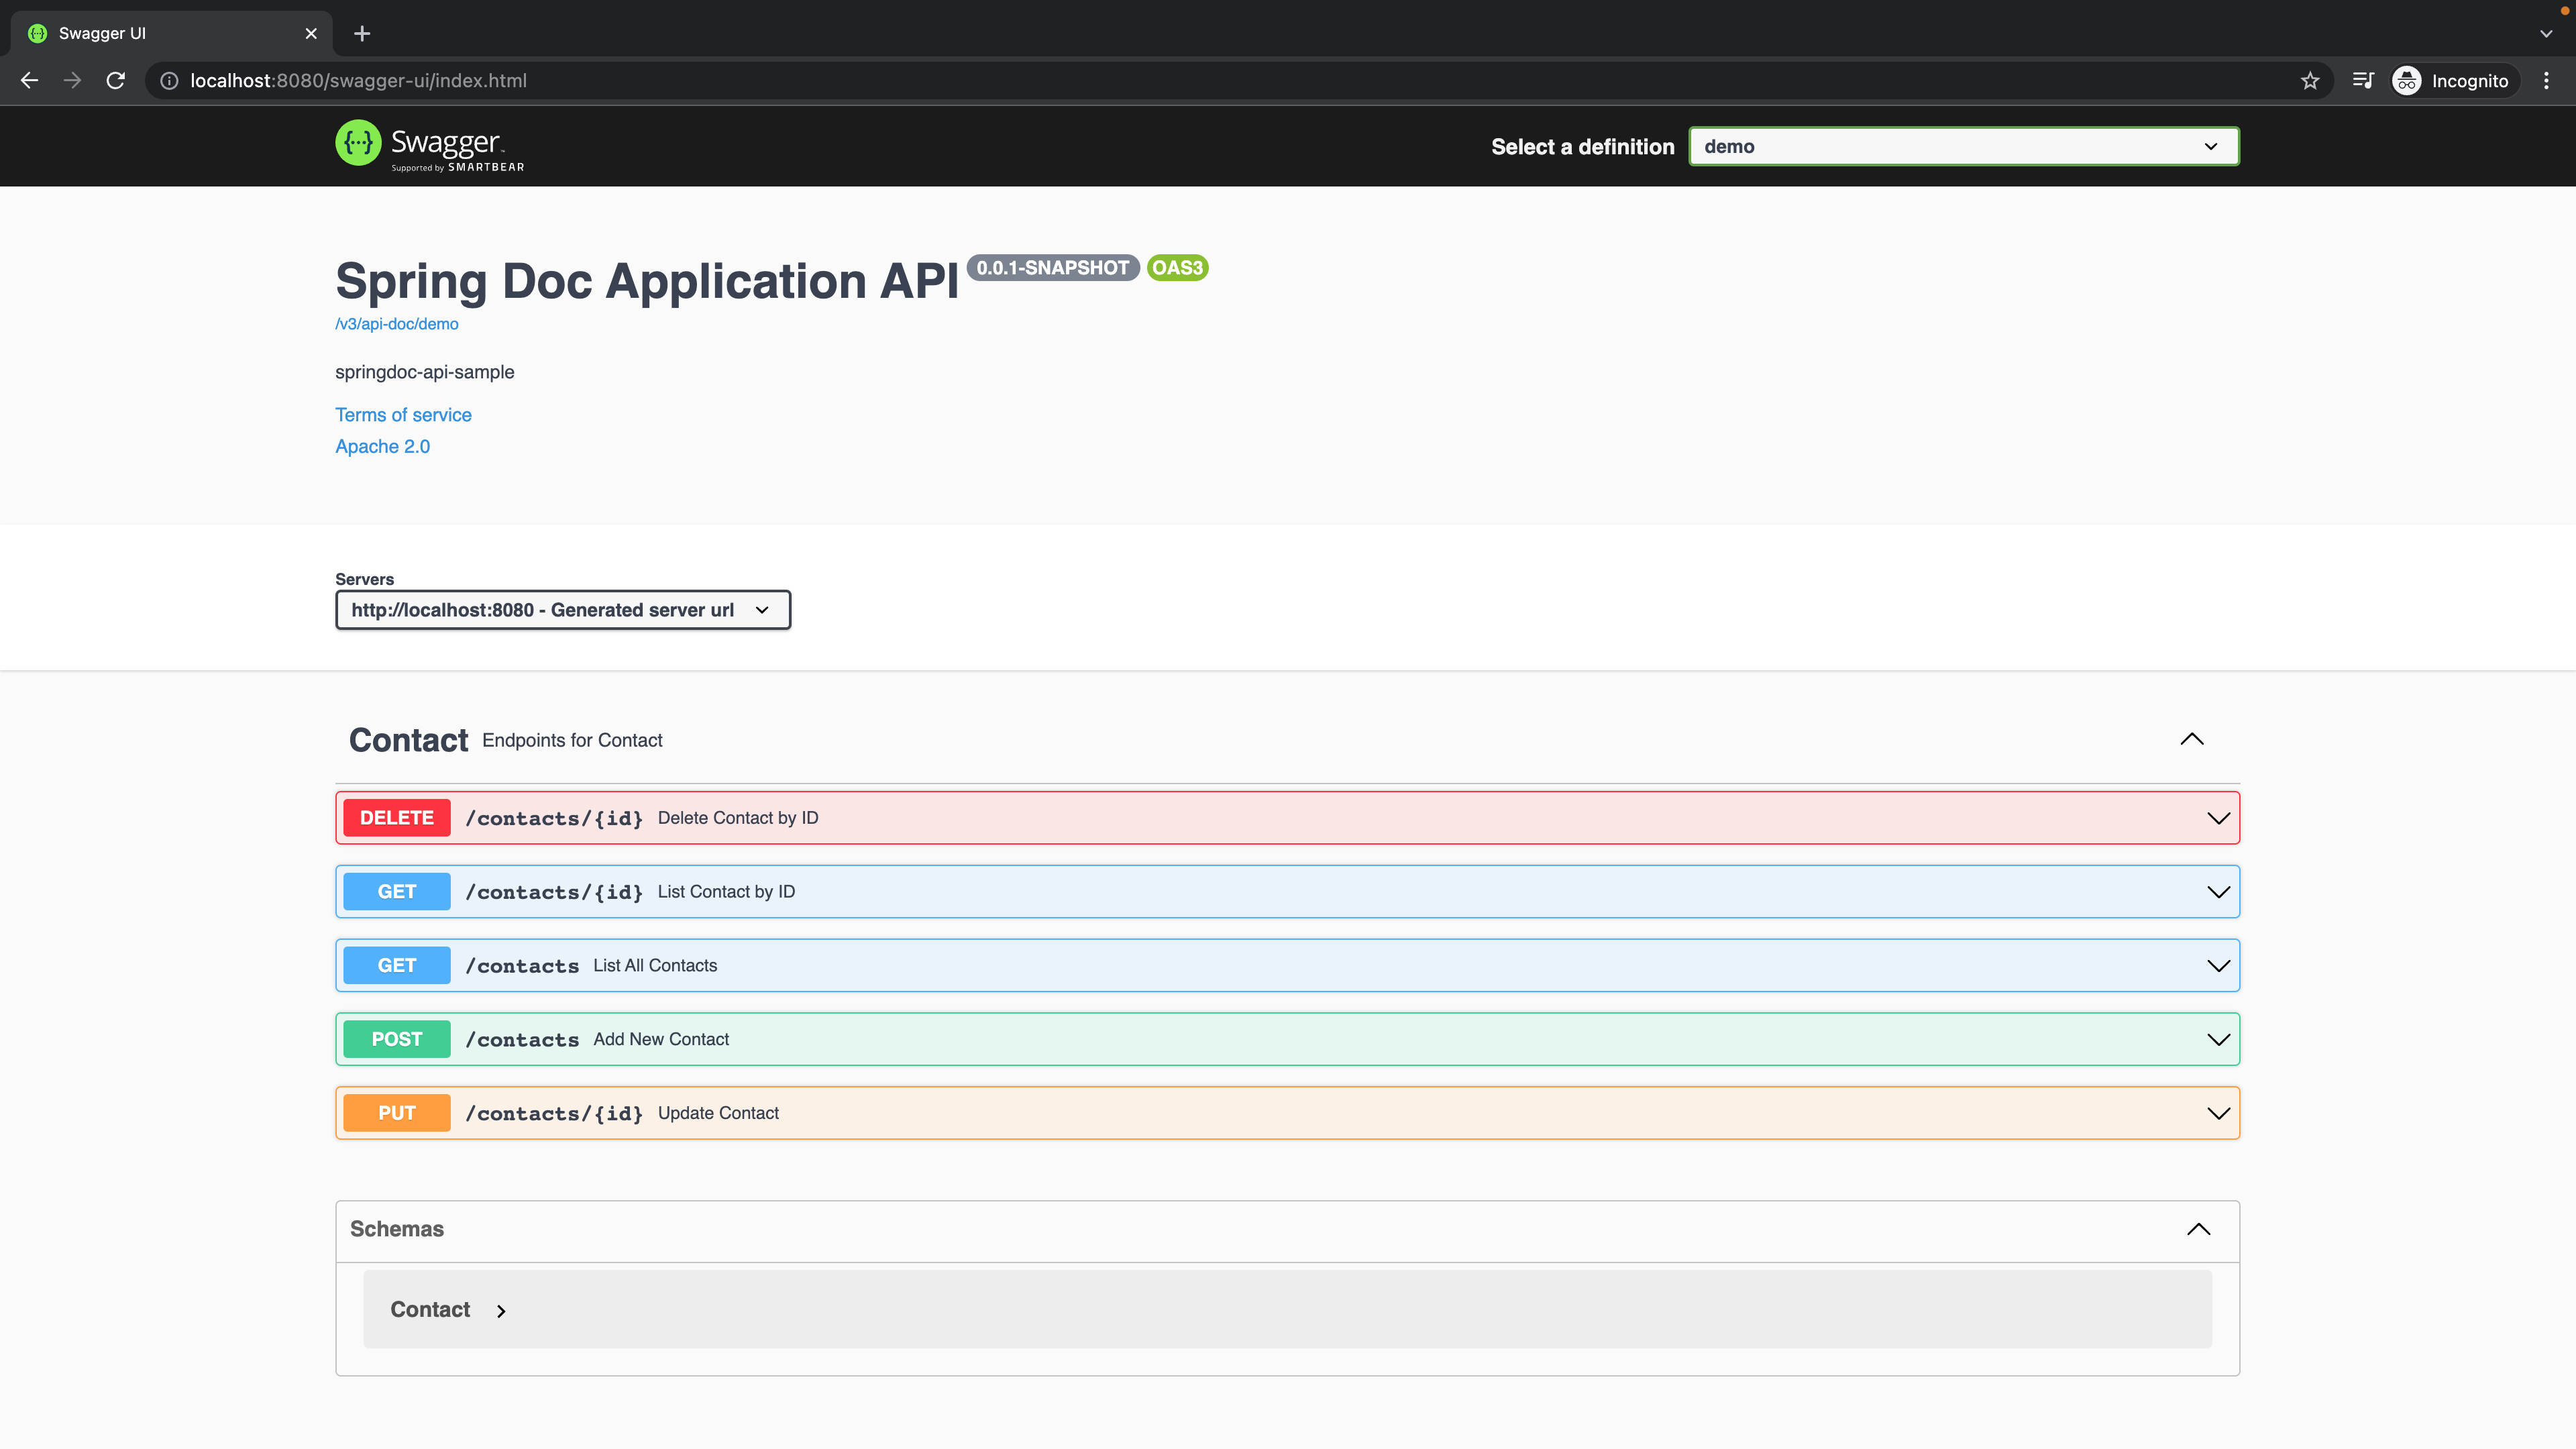 Swagger UI
localhost:8080/swagger-ui/index.html
Incognito
Swagger
Supported by SMARTBEAR
Select a definition
demo
Spring Doc Application API 0.0.1-SNAPSHOT OAS3
/v3/api-doc/demo
springdoc-api-sample
Terms of service
Apache 2.0
Servers
http://localhost:8080 - Generated server url
Contact Endpoints for Contact
DELETE /contacts/{id} Delete Contact by ID
GET /contacts/{id} List Contact by ID
GET /contacts List All Contacts
POST /contacts Add New Contact
PUT /contacts/{id} Update Contact
Schemas
Contact